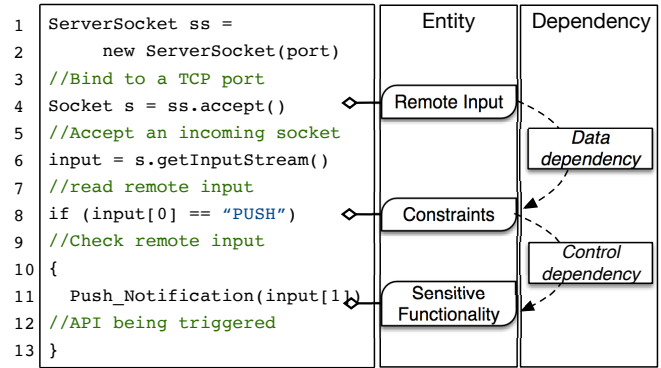 Entity
Dependency
1 ServerSocket ss =
2 new ServerSocket(port)
3 //Bind to a TCP port
4 Socket s = ss.accept()
5 //Accept an incoming socket
6 input = s.getInputStream()
7 //read remote input
8 if (input[0] == “PUSH”)
9 //Check remote input
10 {
11 Push_Notification(input[1])
12 //API being triggered
13 }
Remote Input
Constraints
Sensitive
Functionality
Data
dependency
Control
dependency